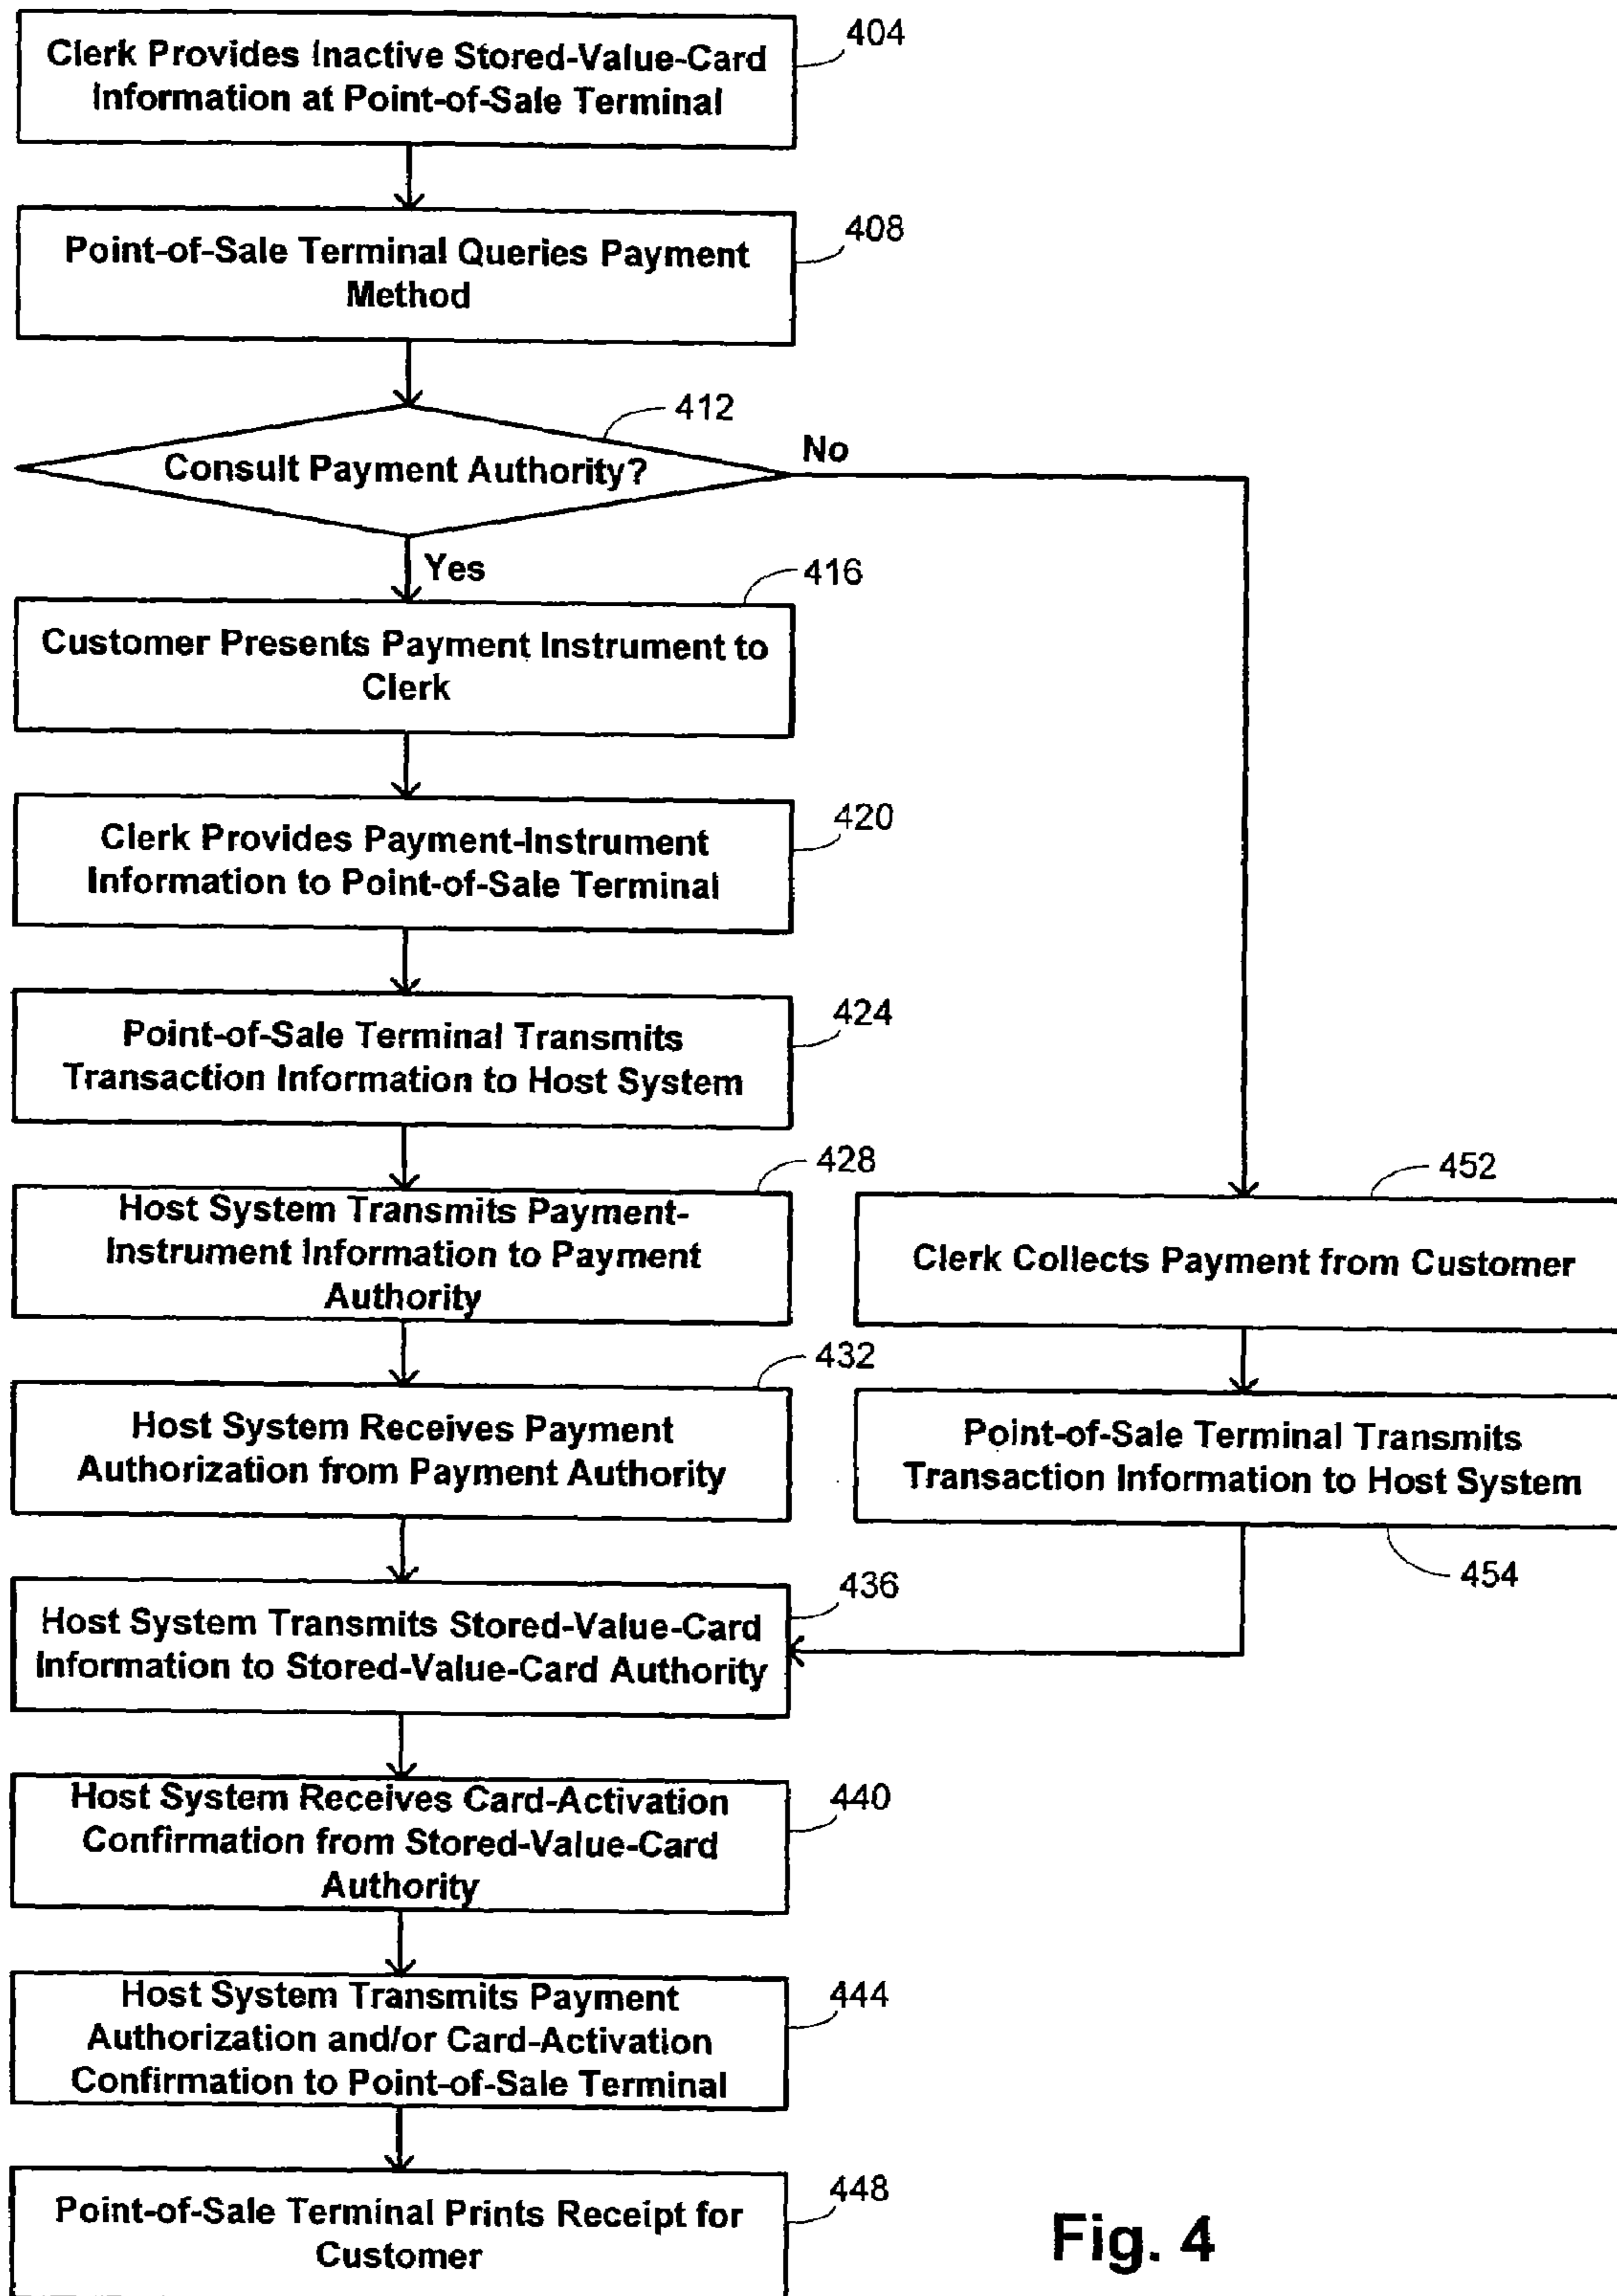 Clerk Provides Inactive Stored-Value-Card
Information at Point-of-Sale Terminal
404
Point-of-Sale Terminal Queries Payment
Method
408
Consult Payment Authority?
412
No
Yes
Customer Presents Payment Instrument to
Clerk
416
Clerk Provides Payment-Instrument
Information to Point-of-Sale Terminal
420
Point-of-Sale Terminal Transmits
Transaction Information to Host System
424
Host System Transmits Payment-
Instrument Information to Payment
Authority
428
Clerk Collects Payment from Customer
452
Host System Receives Payment
Authorization from Payment Authority
432
Point-of-Sale Terminal Transmits
Transaction Information to Host System
454
Host System Transmits Stored-Value-Card
Information to Stored-Value-Card Authority
436
Host System Receives Card-Activation
Confirmation from Stored-Value-Card
Authority
440
Host System Transmits Payment
Authorization and/or Card-Activation
Confirmation to Point-of-Sale Terminal
444
Point-of-Sale Terminal Prints Receipt for
Customer
448
Fig. 4